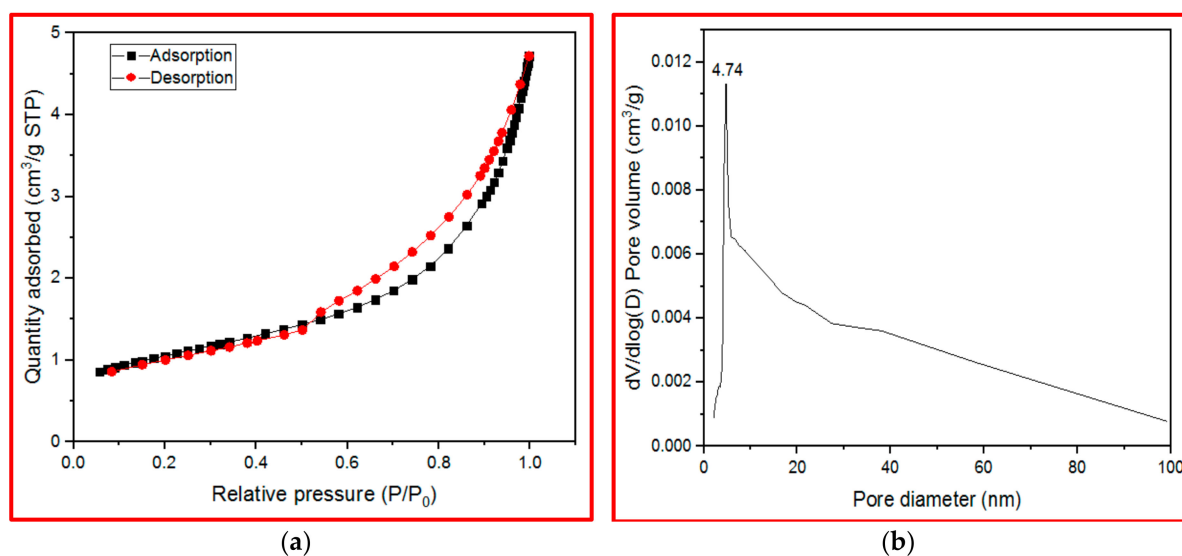 Adsorption
Desorption
Quantity adsorbed (cm³/g STP)
5
4
3
2
1
0
0.0 0.2 0.4 0.6 0.8 1.0
Relative pressure (P/P₀)
(a)
4.74
dV/dlog(D) Pore volume (cm³/g)
0.012
0.010
0.008
0.006
0.004
0.002
0.000
0 20 40 60 80 100
Pore diameter (nm)
(b)